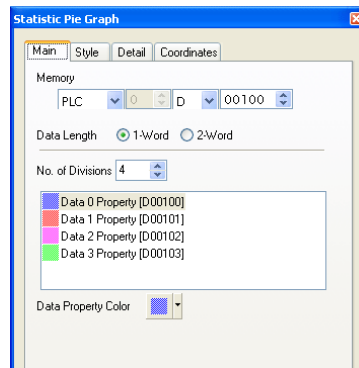 Statistic Pie Graph
Main Style Detail Coordinates
Memory
PLC 0 D 00100
Data Length 1-Word 2-Word
No. of Divisions 4
Data 0 Property [D00100]
Data 1 Property [D00101]
Data 2 Property [D00102]
Data 3 Property [D00103]
Data Property Color